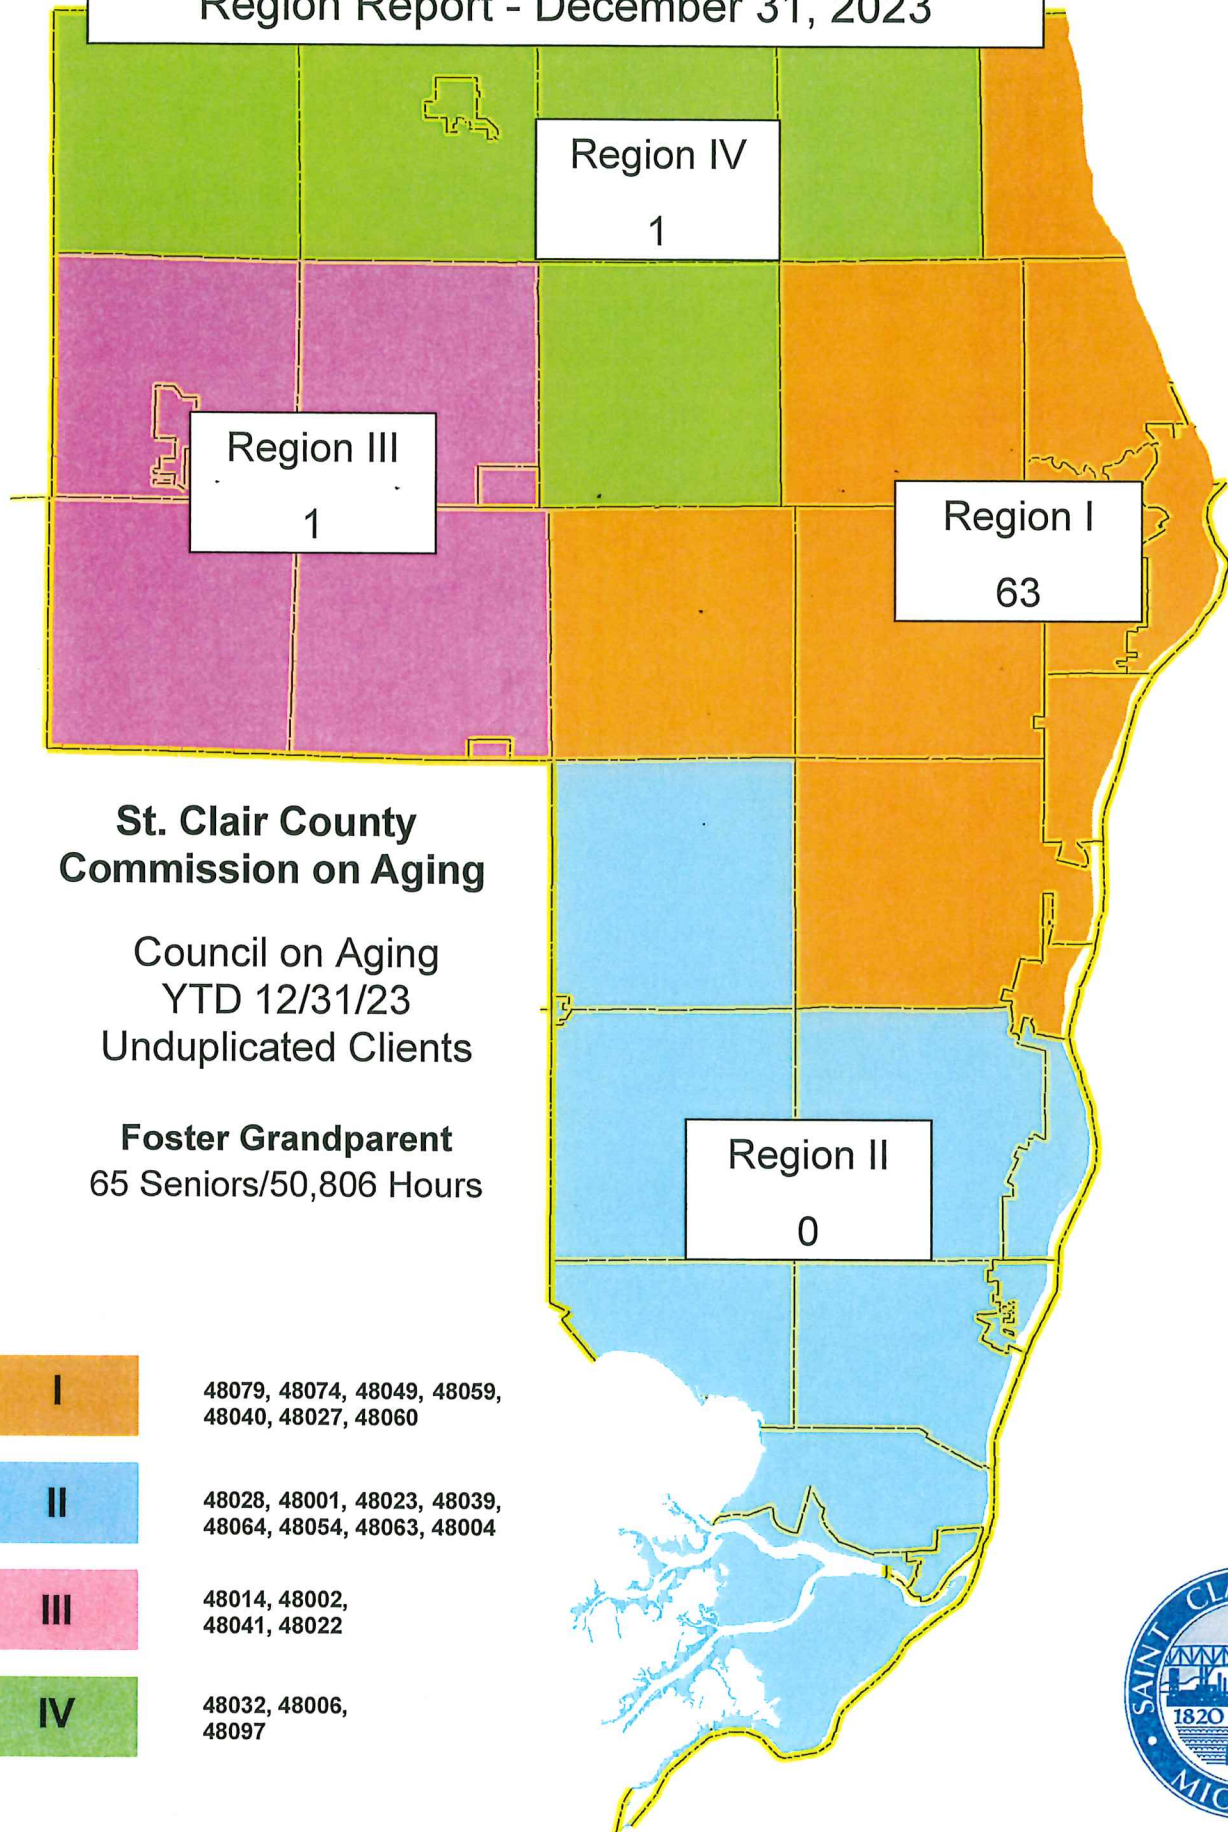 Region Report - December 31, 2023
Region IV
1
Region III
1
Region I
63
St. Clair County
Commission on Aging
Council on Aging
YTD 12/31/23
Unduplicated Clients
Foster Grandparent
65 Seniors/50,806 Hours
Region II
0
I
48079, 48074, 48049, 48059,
48040, 48027, 48060
II
48028, 48001, 48023, 48039,
48064, 48054, 48063, 48004
III
48014, 48002,
48041, 48022
IV
48032, 48006,
48097
SAINT CLA
1820
MIC